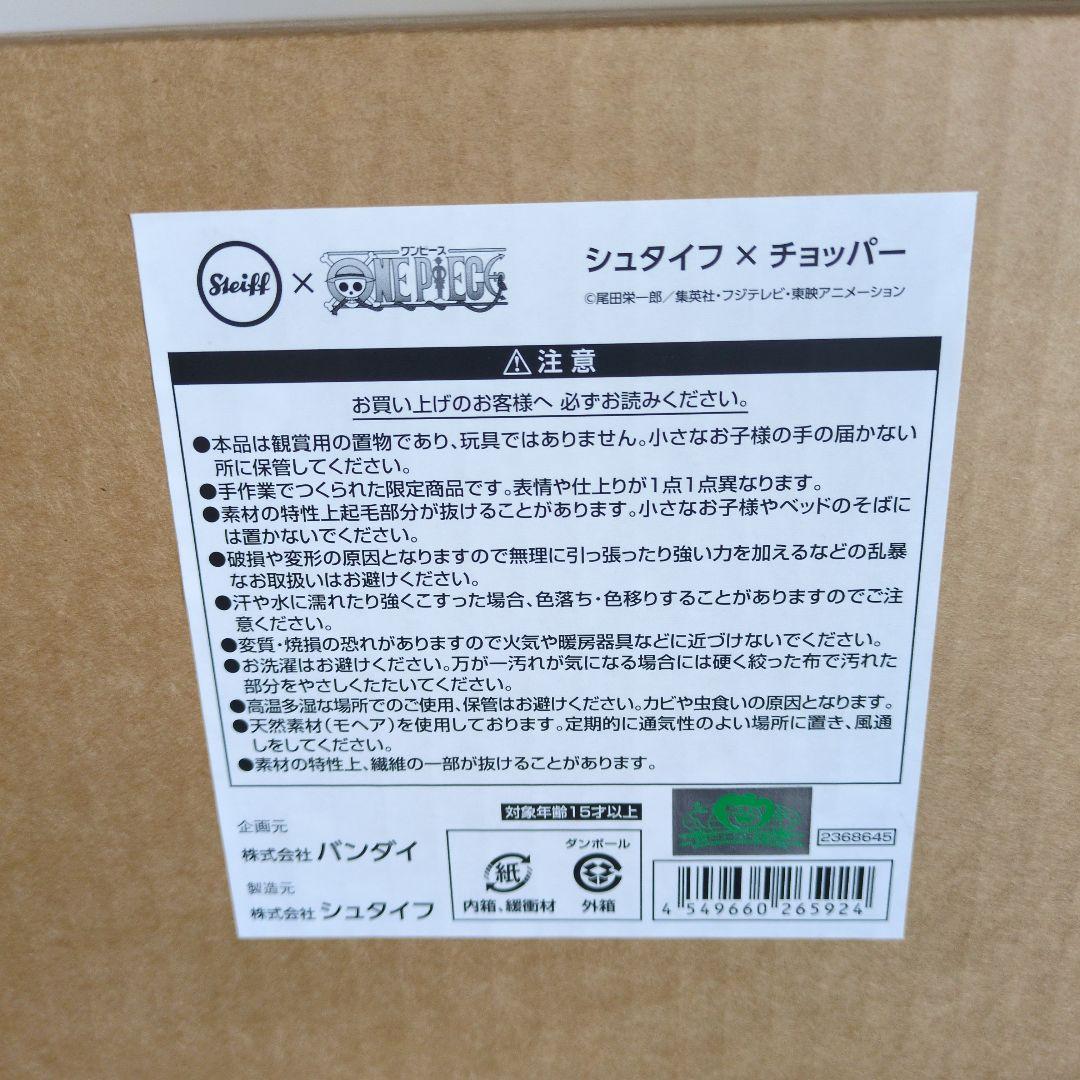 Steiff × ワンピース ONE PIECE
シュタイフ × チョッパー
©尾田栄一郎／集英社・フジテレビ・東映アニメーション
注意
お買い上げのお客様へ 必ずお読みください。
●本品は観賞用の置物であり、玩具ではありません。小さなお子様の手の届かない
所に保管してください。
●手作業でつくられた限定商品です。表情や仕上りが1点1点異なります。
●素材の特性上起毛部分が抜けることがあります。小さなお子様やベッドのそばに
は置かないでください。
●破損や変形の原因となりますので無理に引っ張ったり強い力を加えるなどの乱暴
なお取扱いはお避けください。
●汗や水に濡れたり強くこすった場合、色落ち・色移りすることがありますのでご注
意ください。
●変質・焼損の恐れがありますので火気や暖房器具などに近づけないでください。
●お洗濯はお避けください。万が一汚れが気になる場合には硬く絞った布で汚れた
部分をやさしくたたいてください。
●高温多湿な場所でのご使用、保管はお避けください。カビや虫食いの原因となります。
●天然素材(モヘア)を使用しております。定期的に通気性のよい場所に置き、風通
しをしてください。
●素材の特性上、繊維の一部が抜けることがあります。
対象年齢15才以上
企画元
株式会社 バンダイ
製造元
株式会社 シュタイフ
紙
内箱、緩衝材
ダンボール
外箱
2368645
4 549660 265924